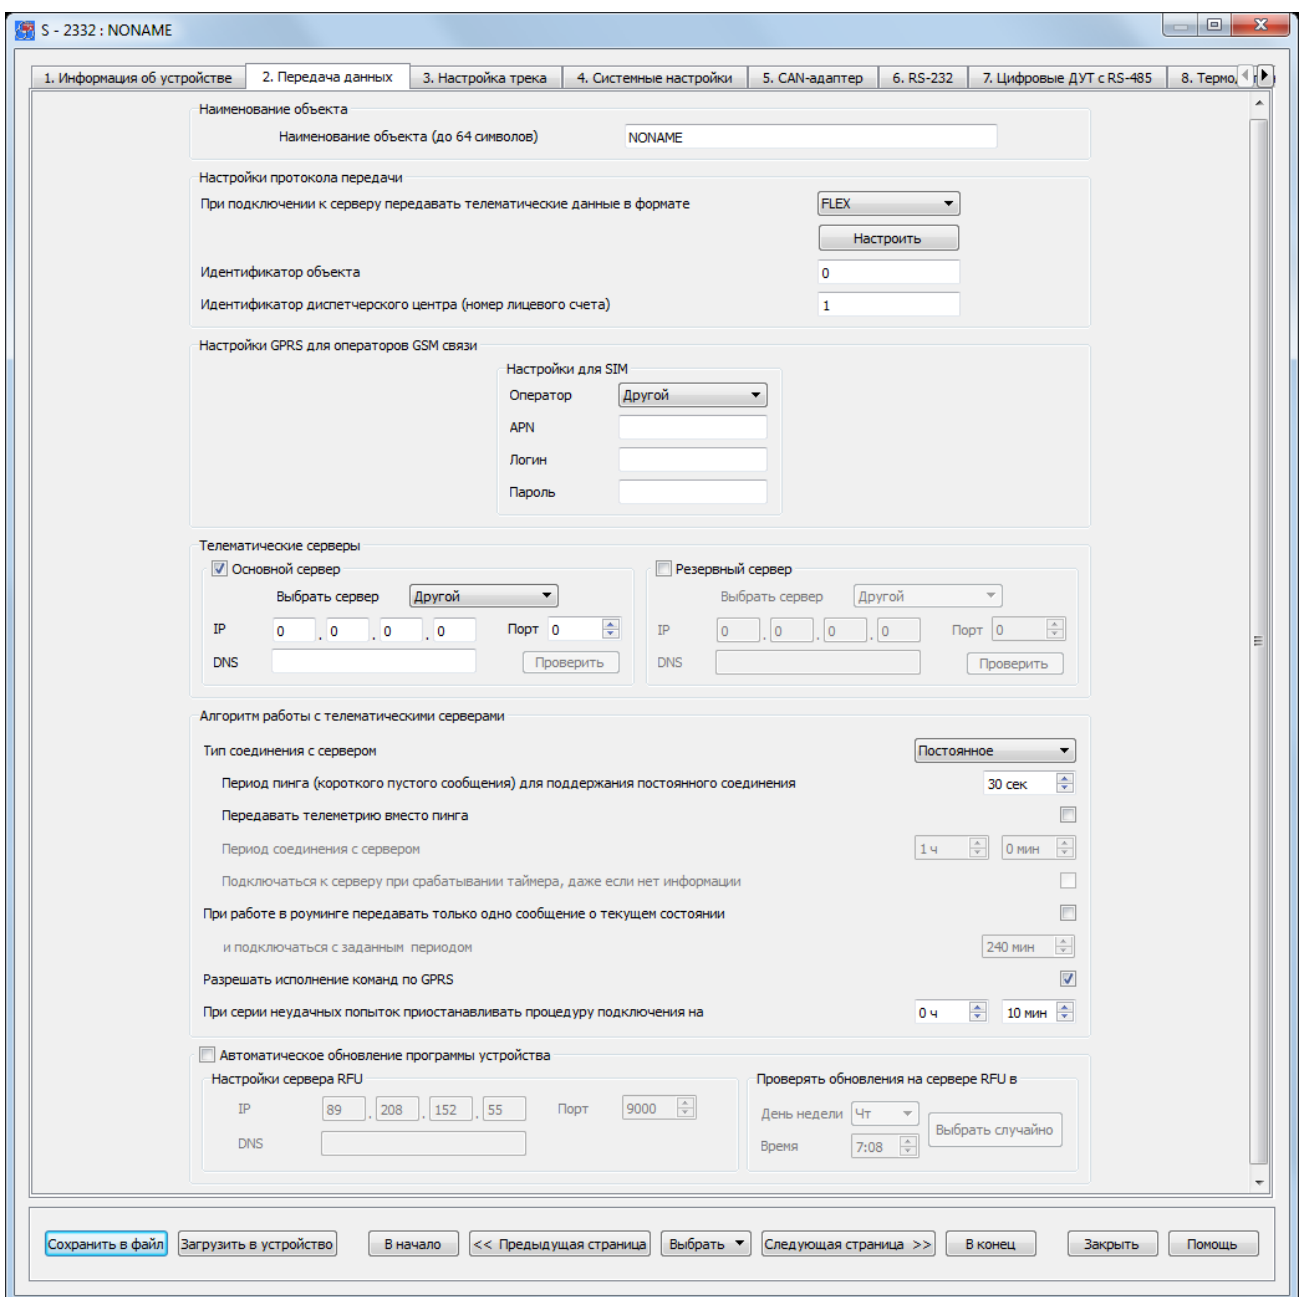 S - 2332 : NONAME
1. Информация об устройстве 2. Передача данных 3. Настройка трека 4. Системные настройки 5. CAN-адаптер 6. RS-232 7. Цифровые ДУТ с RS-485 8. Термод
Наименование объекта
Наименование объекта (до 64 символов) NONAME
Настройки протокола передачи
При подключении к серверу передавать телематические данные в формате FLEX
Настроить
Идентификатор объекта 0
Идентификатор диспетчерского центра (номер лицевого счета) 1
Настройки GPRS для операторов GSM связи
Настройки для SIM
Оператор Другой
APN
Логин
Пароль
Телематические серверы
Основной сервер Резервный сервер
Выбрать сервер Другой Выбрать сервер Другой
IP 0 . 0 . 0 . 0 Порт 0 IP 0 . 0 . 0 . 0 Порт 0
DNS Проверить DNS Проверить
Алгоритм работы с телематическими серверами
Тип соединения с сервером Постоянное
Период пинга (короткого пустого сообщения) для поддержания постоянного соединения 30 сек
Передавать телеметрию вместо пинга
Период соединения с сервером 1 ч 0 мин
Подключаться к серверу при срабатывании таймера, даже если нет информации
При работе в роуминге передавать только одно сообщение о текущем состоянии
и подключаться с заданным периодом 240 мин
Разрешать исполнение команд по GPRS
При серии неудачных попыток приостанавливать процедуру подключения на 0 ч 10 мин
Автоматическое обновление программы устройства
Настройки сервера RFU Проверять обновления на сервере RFU в
IP 89 . 208 . 152 . 55 Порт 9000 День недели Чт
Выбрать случайно
DNS Время 7:08
Сохранить в файл Загрузить в устройство В начало << Предыдущая страница Выбрать Следующая страница >> В конец Закрыть Помощь